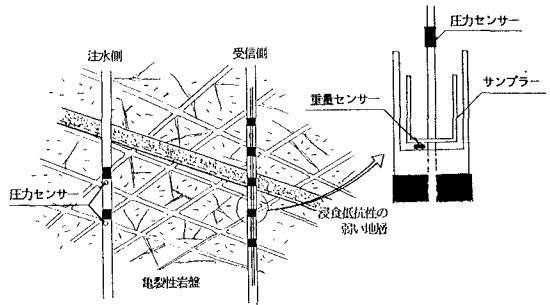 圧力センサー
注水側
受信側
サンプラー
重量センサー
圧力センサー
浸食抵抗性の
弱い地層
亀裂性岩盤